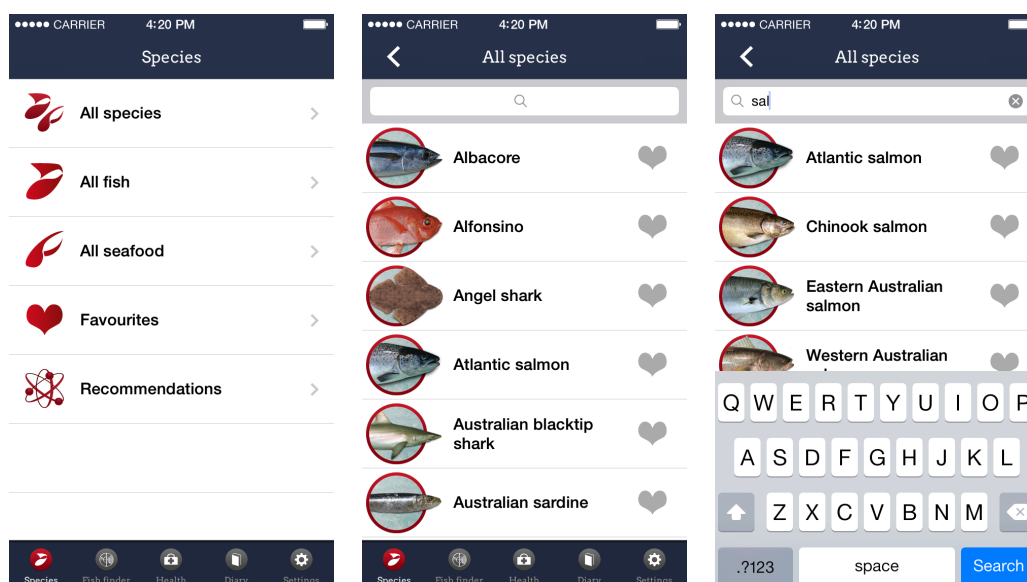 CARRIER 4:20 PM
Species
All species
All fish
All seafood
Favourites
Recommendations
Species Fish finder Health Diary Settings
CARRIER 4:20 PM
All species
Albacore
Alfonsino
Angel shark
Atlantic salmon
Australian blacktip
shark
Australian sardine
Species Fish finder Health Diary Settings
CARRIER 4:20 PM
All species
sal
Atlantic salmon
Chinook salmon
Eastern Australian
salmon
Western Australian
Q W E R T Y U I O P
A S D F G H J K L
Z X C V B N M
.?123 space Search